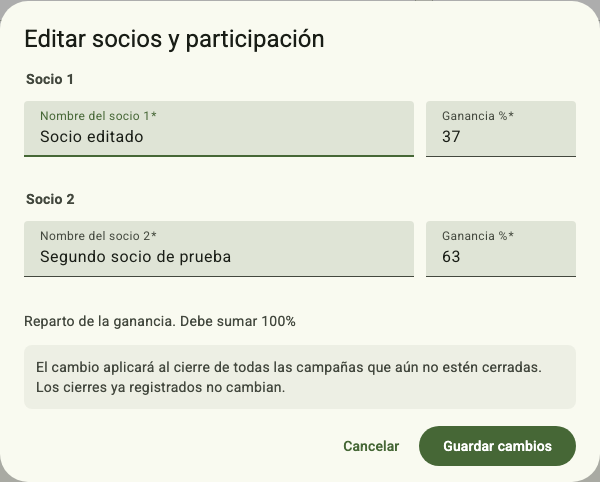 Editar socios y participación
Socio 1
Nombre del socio 1*
Ganancia %*
Socio editado
37
Socio 2
Nombre del socio 2*
Ganancia %*
Segundo socio de prueba
63
Reparto de la ganancia. Debe sumar 100%
El cambio aplicará al cierre de todas las campañas que aún no estén cerradas.
Los cierres ya registrados no cambian.
Cancelar
Guardar cambios